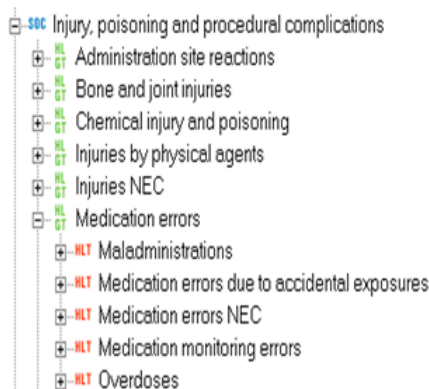 SOC Injury, poisoning and procedural complications
HLGT Administration site reactions
HLGT Bone and joint injuries
HLGT Chemical injury and poisoning
HLGT Injuries by physical agents
HLGT Injuries NEC
HLGT Medication errors
HLT Maladministrations
HLT Medication errors due to accidental exposures
HLT Medication errors NEC
HLT Medication monitoring errors
HLT Overdoses